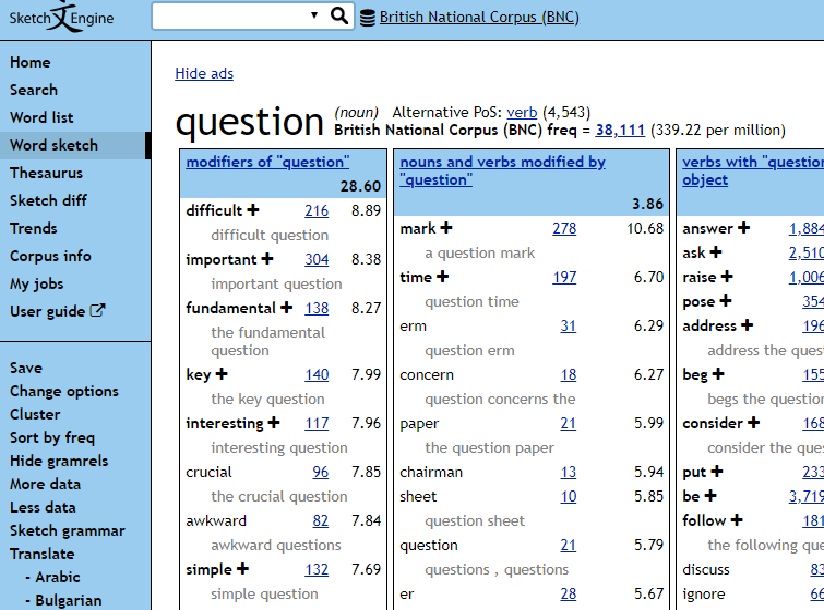 Sketch Engine
British National Corpus (BNC)
Home
Search
Word list
Word sketch
Thesaurus
Sketch diff
Trends
Corpus info
My jobs
User guide
Save
Change options
Cluster
Sort by freq
Hide gramrels
More data
Less data
Sketch grammar
Translate
- Arabic
- Bulgarian
Hide ads
question (noun) Alternative PoS: verb (4,543)
British National Corpus (BNC) freq = 38,111 (339.22 per million)
modifiers of "question"
28.60
difficult + 216 8.89
difficult question
important + 304 8.38
important question
fundamental + 138 8.27
the fundamental
question
key + 140 7.99
the key question
interesting + 117 7.96
interesting question
crucial 96 7.85
the crucial question
awkward 82 7.84
awkward questions
simple + 132 7.69
simple question
nouns and verbs modified by
"question"
3.86
mark + 278 10.68
a question mark
time + 197 6.70
question time
erm 31 6.29
question erm
concern 18 6.27
question concerns the
paper 21 5.99
the question paper
chairman 13 5.94
sheet 10 5.85
question sheet
question 21 5.79
questions , questions
er 28 5.67
verbs with "question
object
answer + 1,884
ask + 2,510
raise + 1,006
pose + 354
address + 196
address the ques
beg + 155
begs the question
consider + 168
consider the ques
put + 233
be + 3,719
follow + 181
the following que
discuss 83
ignore 66